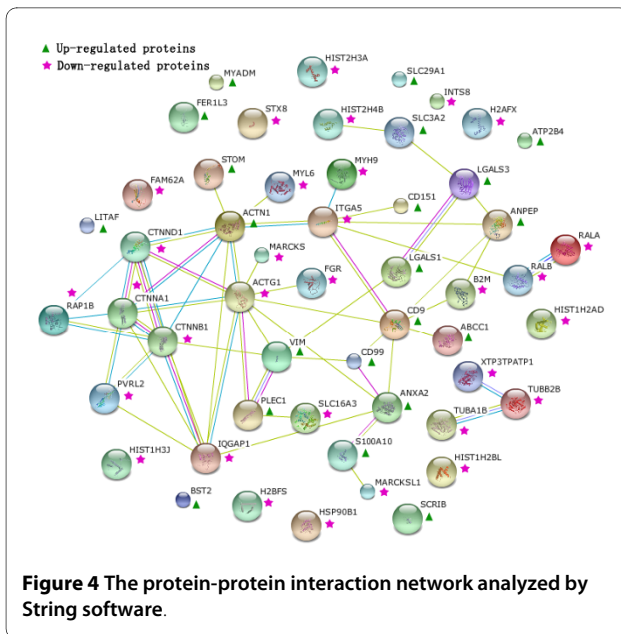 ▲ Up-regulated proteins
★ Down-regulated proteins
HIST2H3A
SLC29A1
MYADM
INTS8
FER1L3
STX8
HIST2H4B
SLC3A2
H2AFX
ATP2B4
STOM
MYH9
LGALS3
FAM62A
MYL6
ITGA5
CD151
ANPEP
LITAF
ACTN1
CTNND1
MARCKS
LGALS1
RALA
RALB
ACTG1
FGR
B2M
RAP1B
CTNNA1
CD9
HIST1H2AD
CTNNB1
ABCC1
VIM
CD99
XTP3TPATP1
PVRL2
PLEC1
SLC16A3
ANXA2
TUBB2B
TUBA1B
HIST1H3J
IQGAP1
S100A10
HIST1H2BL
BST2
H2BFS
MARCKSL1
HSP90B1
SCRIB
Figure 4 The protein-protein interaction network analyzed by
String software.